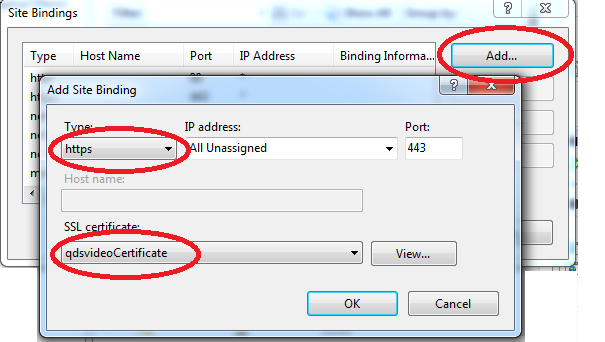 Site Bindings
Type Host Name Port IP Address Binding Informa...
Add...
Add Site Binding
Type: IP address: Port:
https All Unassigned 443
Host name:
SSL certificate:
qdsvideoCertificate View...
OK Cancel